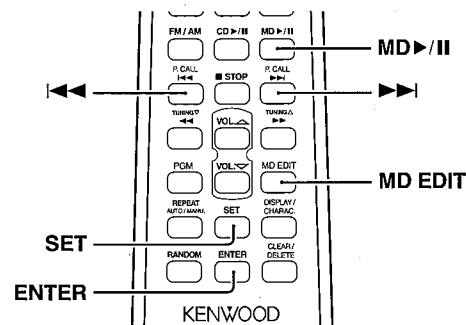 FM / AM CD ►/II MD ►/II
MD ►/II
P. CALL P. CALL
I◄◄ ■ STOP ►►I
I◄◄ ►►I
TUNING▽ VOL.△ TUNING△
◄◄ ►►
PGM VOL.▽ MD EDIT
MD EDIT
REPEAT DISPLAY /
AUTO / MANU. SET CHARAC.
SET
CLEAR /
RANDOM ENTER DELETE
ENTER
KENWOOD